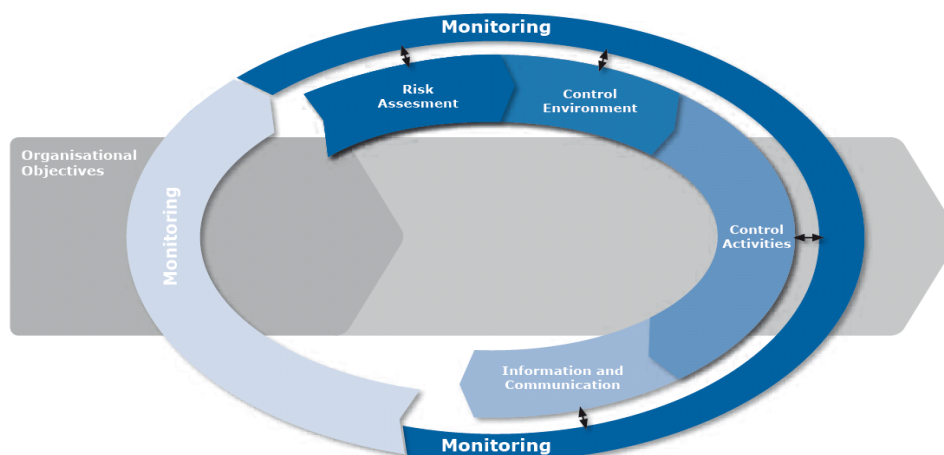 Monitoring
Risk
Assesment
Control
Environment
Organisational
Objectives
Monitoring
Control
Activities
Information and
Communication
Monitoring